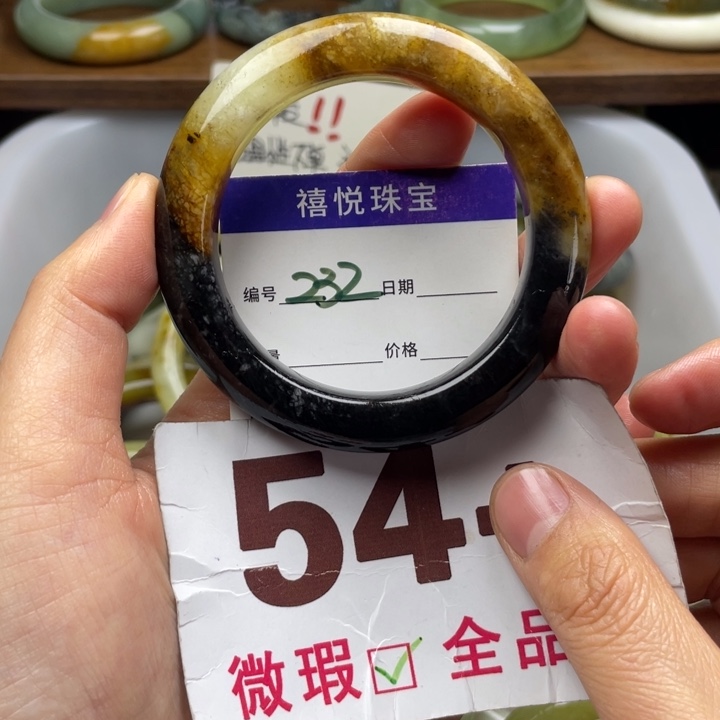 禧悦珠宝
编号 232 日期
价格
54
微瑕☑ 全品